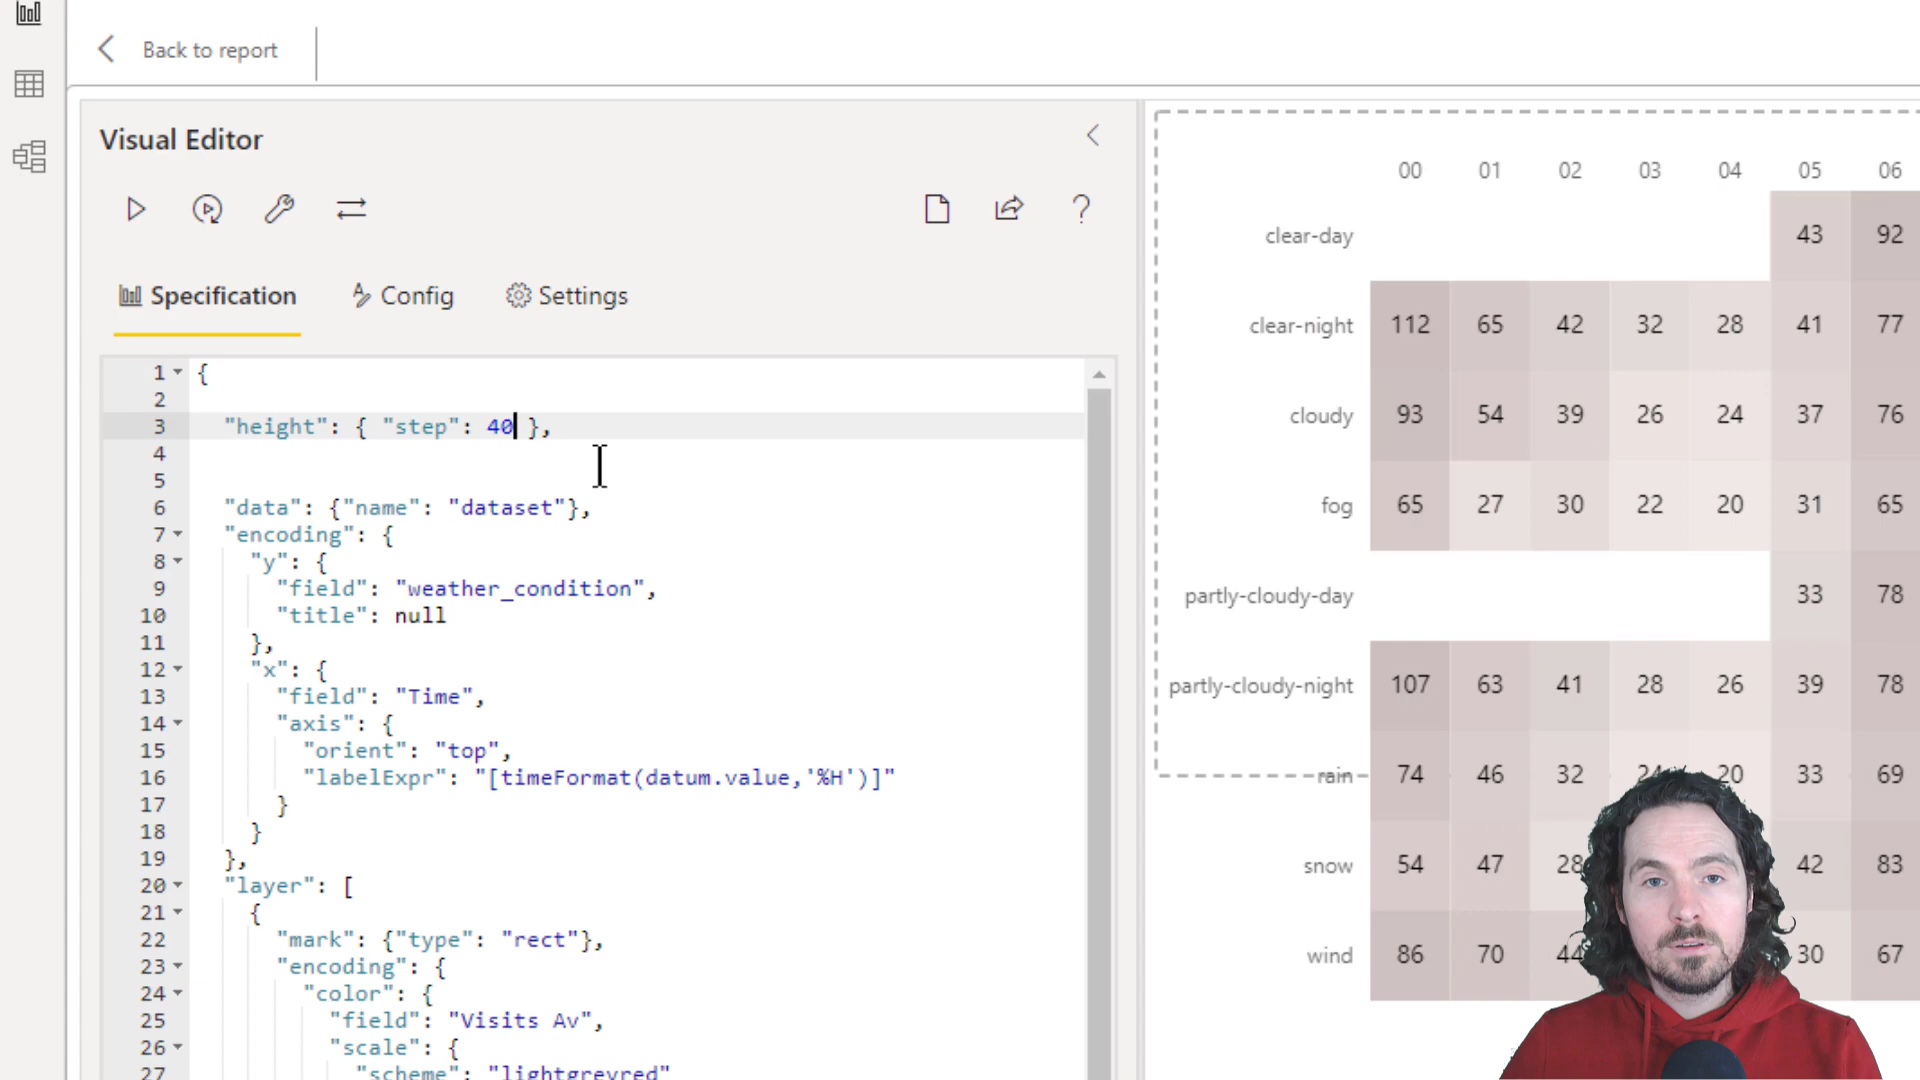 Back to report
Visual Editor
Specification Config Settings
1 {
2
3 "height": { "step": 40 },
4
5
6 "data": {"name": "dataset"},
7 "encoding": {
8 "y": {
9 "field": "weather_condition",
10 "title": null
11 },
12 "x": {
13 "field": "Time",
14 "axis": {
15 "orient": "top",
16 "labelExpr": "[timeFormat(datum.value,'%H')]"
17 }
18 }
19 },
20 "layer": [
21 {
22 "mark": {"type": "rect"},
23 "encoding": {
24 "color": {
25 "field": "Visits Av",
26 "scale": {
27 "scheme": "lightgreyred"
00 01 02 03 04 05 06
clear-day 43 92
clear-night 112 65 42 32 28 41 77
cloudy 93 54 39 26 24 37 76
fog 65 27 30 22 20 31 65
partly-cloudy-day 33 78
partly-cloudy-night 107 63 41 28 26 39 78
rain 74 46 32 24 20 33 69
snow 54 47 28 42 83
wind 86 70 44 30 67